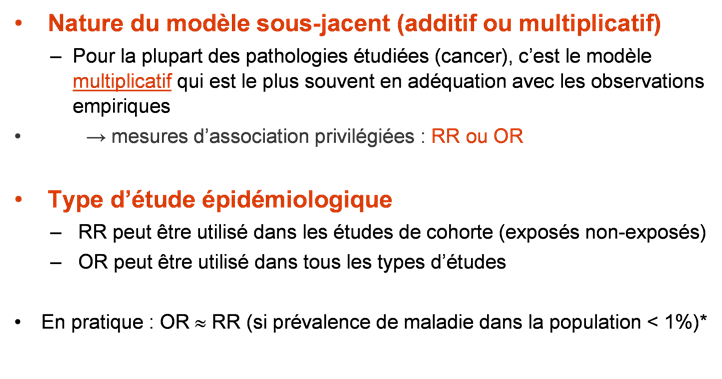 • Nature du modèle sous-jacent (additif ou multiplicatif)
– Pour la plupart des pathologies étudiées (cancer), c’est le modèle
multiplicatif qui est le plus souvent en adéquation avec les observations
empiriques
• → mesures d’association privilégiées : RR ou OR
• Type d’étude épidémiologique
– RR peut être utilisé dans les études de cohorte (exposés non-exposés)
– OR peut être utilisé dans tous les types d’études
• En pratique : OR ≈ RR (si prévalence de maladie dans la population < 1%)*